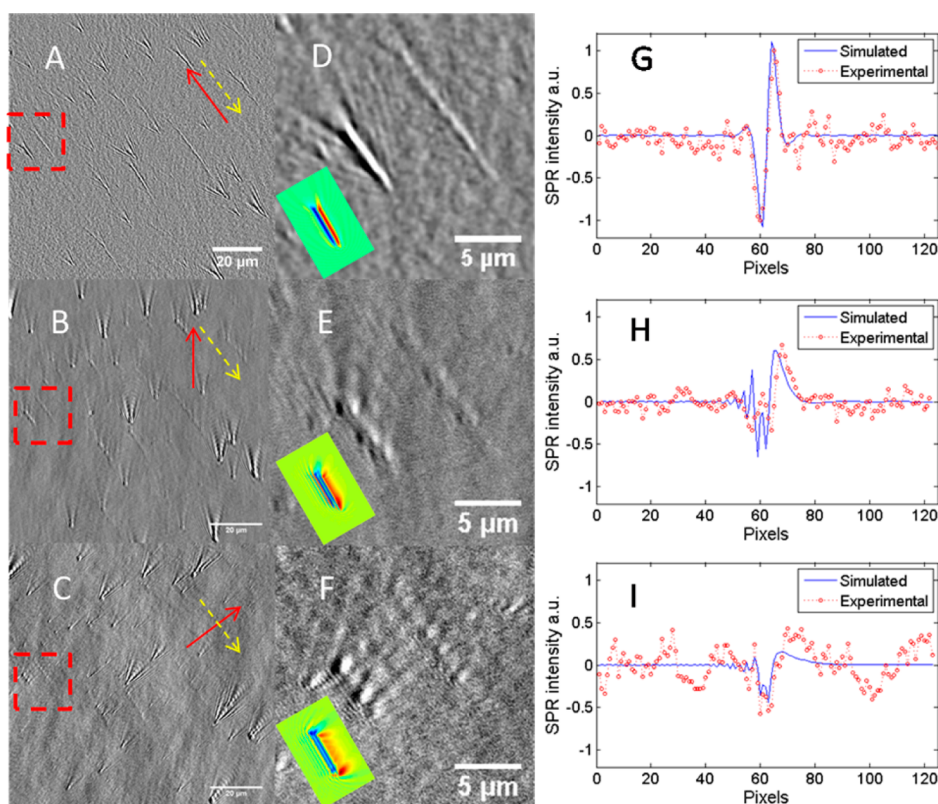 A
20 µm
B
20 µm
C
20 µm
D
5 µm
E
5 µm
F
5 µm
G
Simulated
Experimental
SPR intensity a.u.
1
0.5
0
-0.5
-1
0 20 40 60 80 100 120
Pixels
H
Simulated
Experimental
SPR intensity a.u.
1
0.5
0
-0.5
-1
0 20 40 60 80 100 120
Pixels
I
Simulated
Experimental
SPR intensity a.u.
1
0.5
0
-0.5
-1
0 20 40 60 80 100 120
Pixels